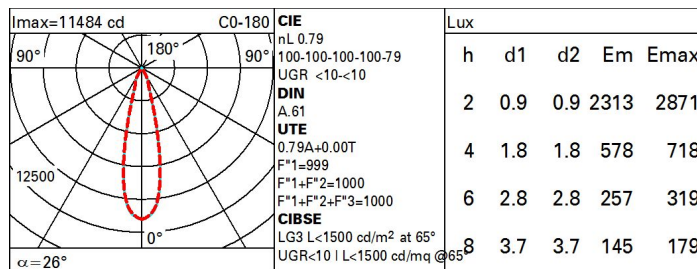 Imax=11484 cd C0-180
90° 180° 90°
12500
0°
α=26°
CIE
nL 0.79
100-100-100-100-79
UGR <10-<10
DIN
A.61
UTE
0.79A+0.00T
F"1=999
F"1+F"2=1000
F"1+F"2+F"3=1000
CIBSE
LG3 L<1500 cd/m² at 65°
UGR<10 | L<1500 cd/mq @65°
Lux
h d1 d2 Em Emax
2 0.9 0.9 2313 2871
4 1.8 1.8 578 718
6 2.8 2.8 257 319
8 3.7 3.7 145 179